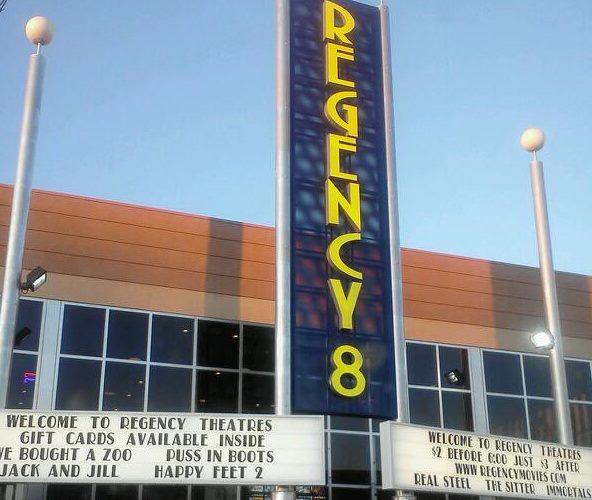 REGENCY 8
WELCOME TO REGENCY THEATRES
GIFT CARDS AVAILABLE INSIDE
WE BOUGHT A ZOO PUSS IN BOOTS
JACK AND JILL HAPPY FEET 2
WELCOME TO REGENCY THEATRES
$2 BEFORE 6:00 JUST $3 AFTER
WWW.REGENCYMOVIES.COM
REAL STEEL THE SITTER IMMORTALS